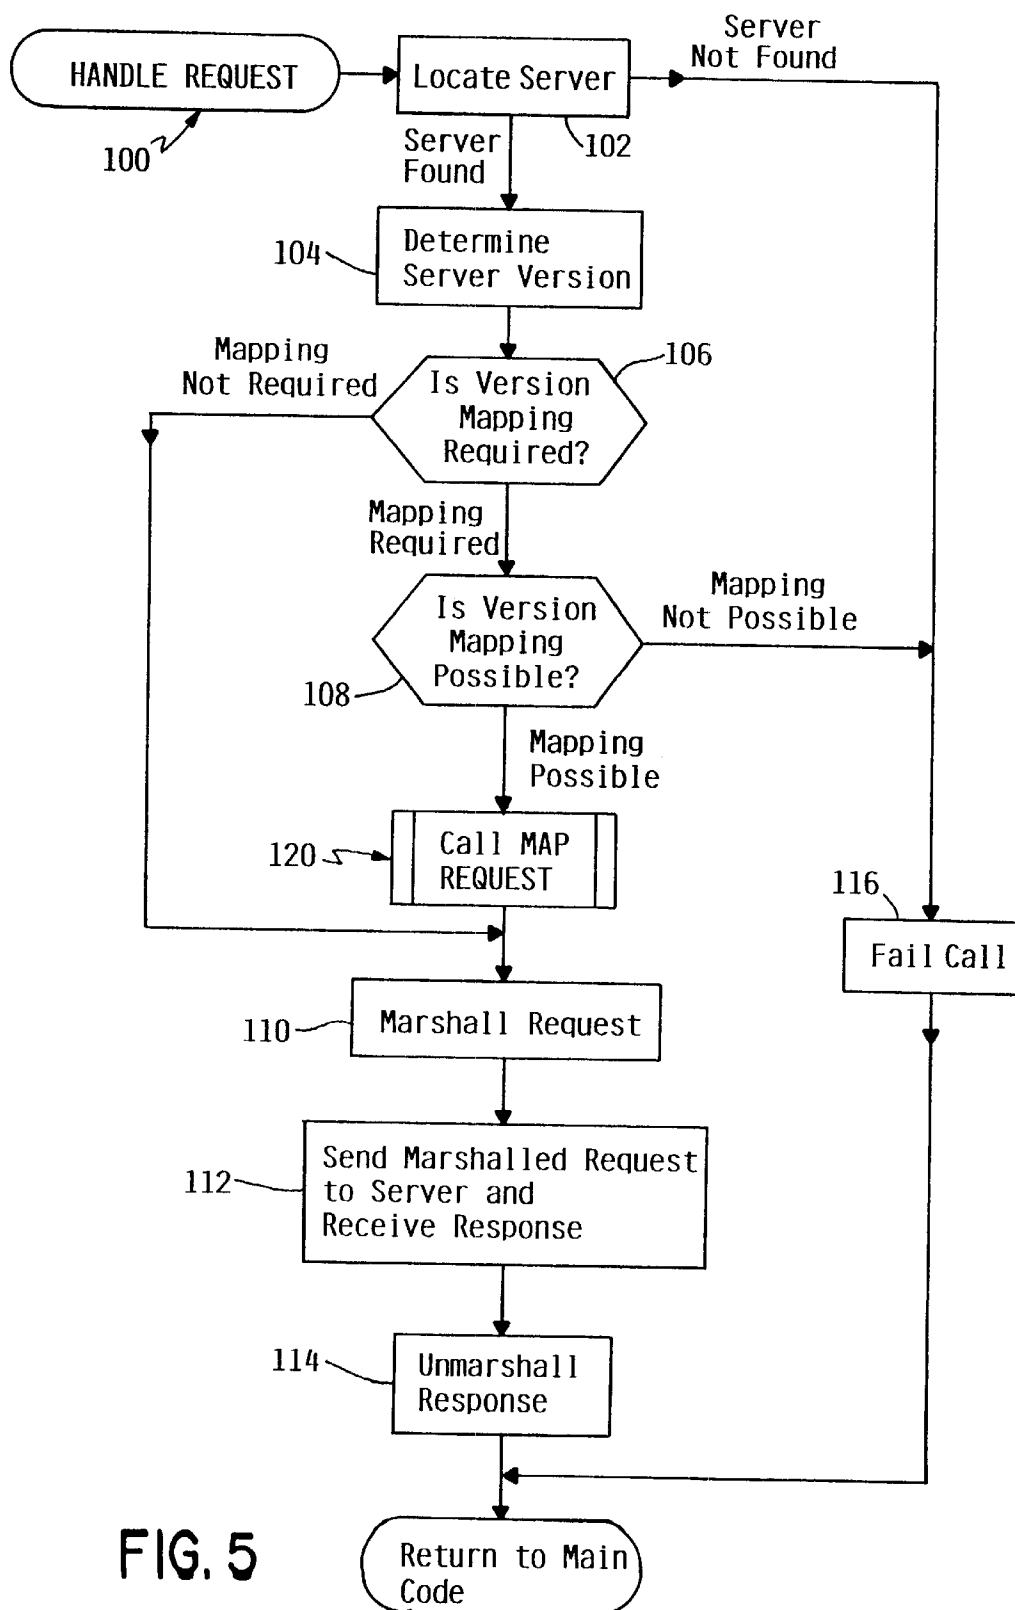 Server
Not Found
HANDLE REQUEST
Locate Server
100
102
Server
Found
104
Determine
Server Version
Mapping
Not Required
106
Is Version
Mapping
Required?
Mapping
Required
Mapping
Not Possible
Is Version
Mapping
Possible?
108
Mapping
Possible
120
Call MAP
REQUEST
116
Fail Call
110
Marshall Request
112
Send Marshalled Request
to Server and
Receive Response
114
Unmarshall
Response
FIG. 5
Return to Main
Code